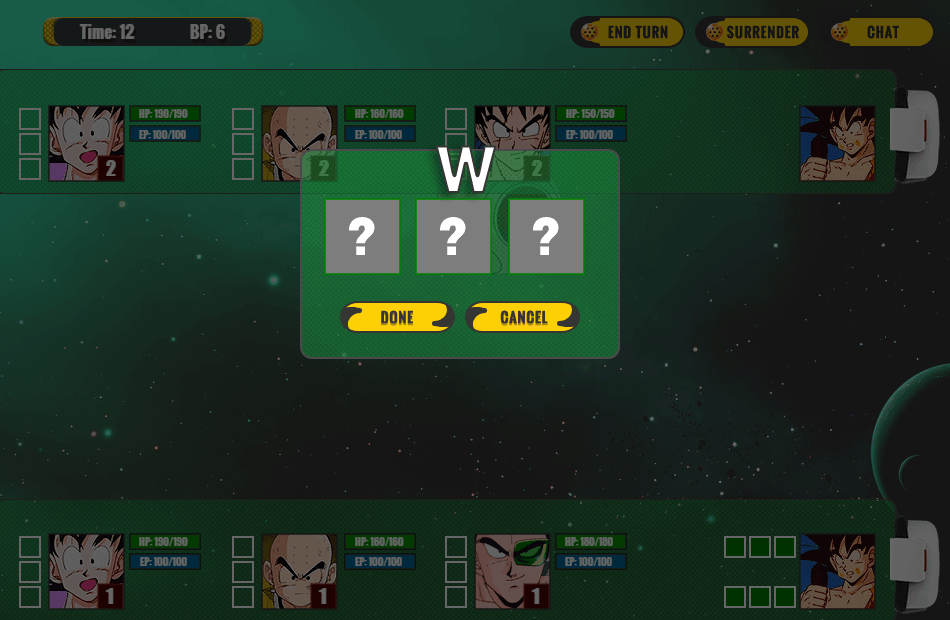 Time: 12 BP: 6
END TURN SURRENDER CHAT
HP: 190/190
EP: 100/100
2
HP: 160/160
EP: 100/100
2
HP: 150/150
EP: 100/100
2
W
? ? ?
DONE CANCEL
HP: 190/190
EP: 100/100
1
HP: 160/160
EP: 100/100
1
HP: 180/180
EP: 100/100
1